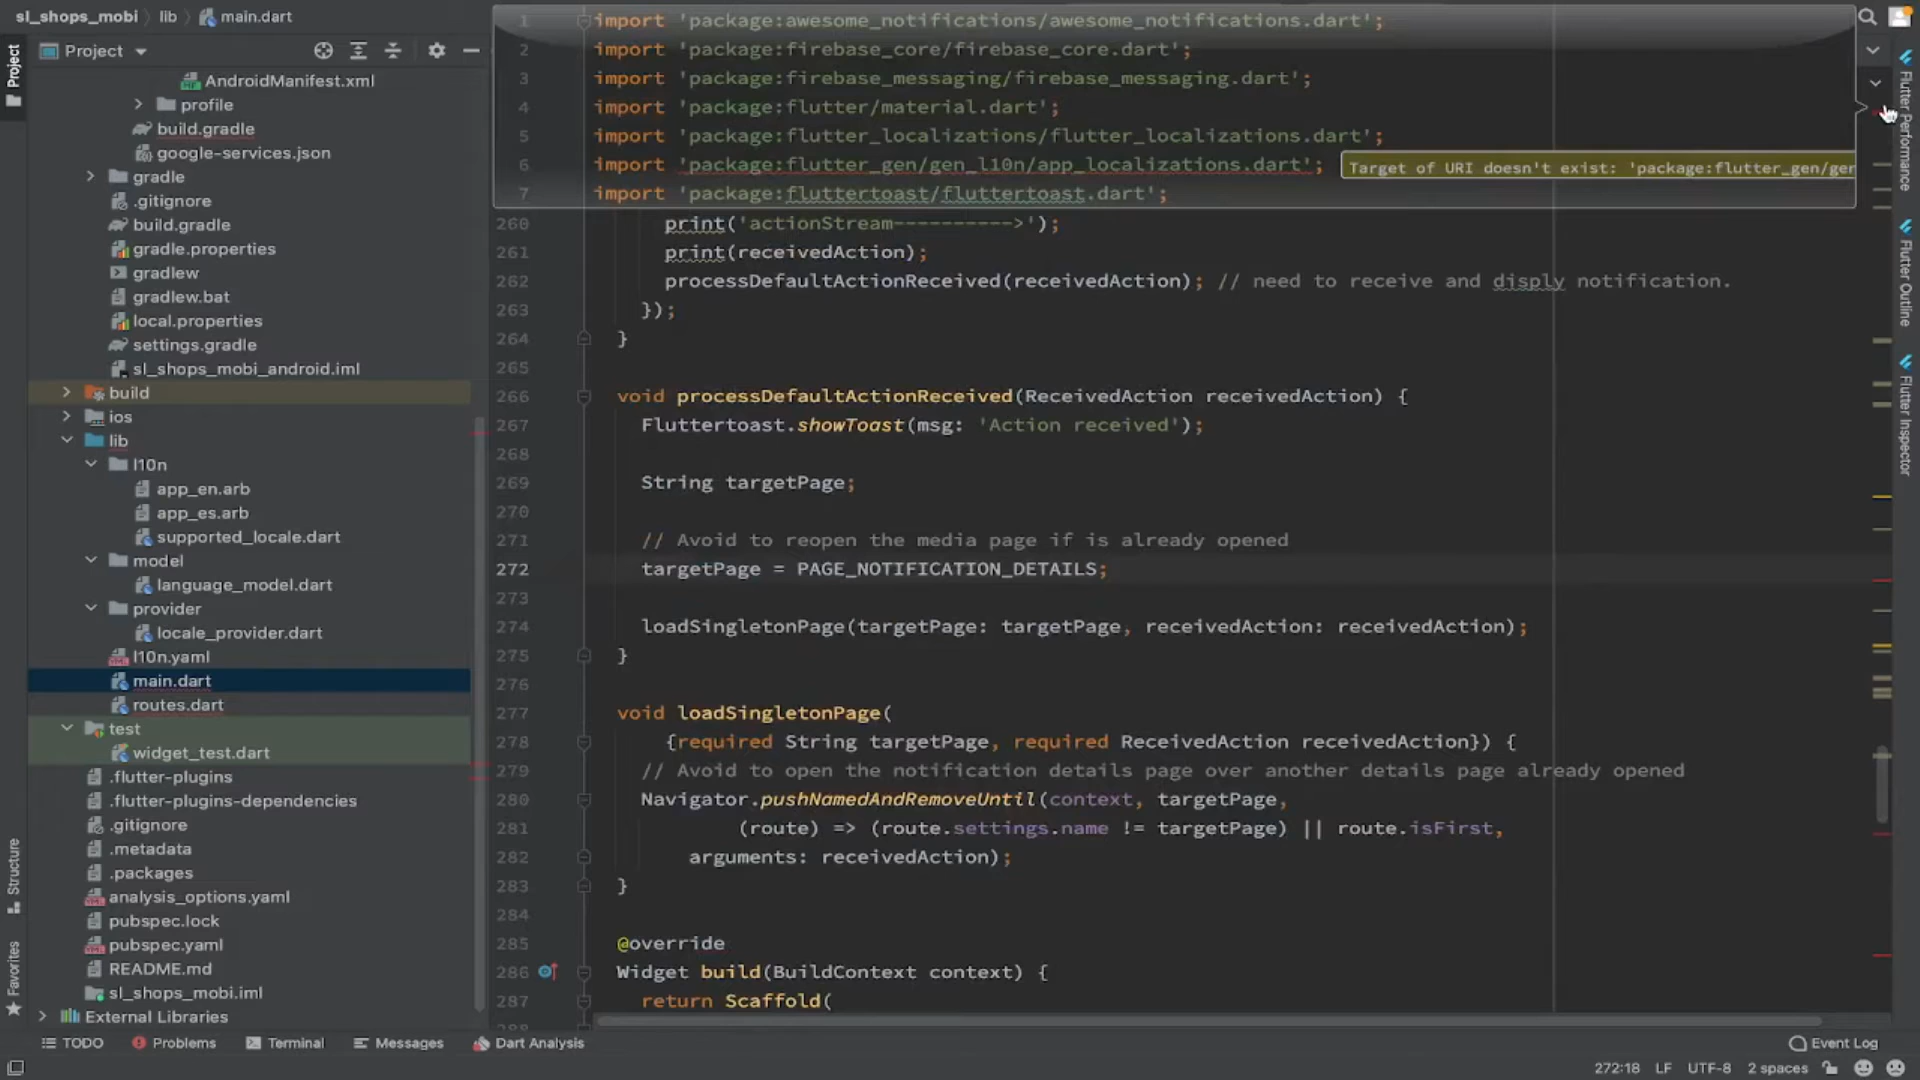 sl_shops_mobi › lib › main.dart
Project
AndroidManifest.xml
profile
build.gradle
google-services.json
gradle
.gitignore
build.gradle
gradle.properties
gradlew
gradlew.bat
local.properties
settings.gradle
sl_shops_mobi_android.iml
build
ios
lib
l10n
app_en.arb
app_es.arb
supported_locale.dart
model
language_model.dart
provider
locale_provider.dart
l10n.yaml
main.dart
routes.dart
test
widget_test.dart
.flutter-plugins
.flutter-plugins-dependencies
.gitignore
.metadata
.packages
analysis_options.yaml
pubspec.lock
pubspec.yaml
README.md
sl_shops_mobi.iml
External Libraries
Project
Structure
Favorites
1 import 'package:awesome_notifications/awesome_notifications.dart';
2 import 'package:firebase_core/firebase_core.dart';
3 import 'package:firebase_messaging/firebase_messaging.dart';
4 import 'package:flutter/material.dart';
5 import 'package:flutter_localizations/flutter_localizations.dart';
6 import 'package:flutter_gen/gen_l10n/app_localizations.dart'; Target of URI doesn't exist: 'package:flutter_gen/ger
7 import 'package:fluttertoast/fluttertoast.dart';
260 print('actionStream---------->');
261 print(receivedAction);
262 processDefaultActionReceived(receivedAction); // need to receive and disply notification.
263 });
264 }
265
266 void processDefaultActionReceived(ReceivedAction receivedAction) {
267 Fluttertoast.showToast(msg: 'Action received');
268
269 String targetPage;
270
271 // Avoid to reopen the media page if is already opened
272 targetPage = PAGE_NOTIFICATION_DETAILS;
273
274 loadSingletonPage(targetPage: targetPage, receivedAction: receivedAction);
275 }
276
277 void loadSingletonPage(
278 {required String targetPage, required ReceivedAction receivedAction}) {
279 // Avoid to open the notification details page over another details page already opened
280 Navigator.pushNamedAndRemoveUntil(context, targetPage,
281 (route) => (route.settings.name != targetPage) || route.isFirst,
282 arguments: receivedAction);
283 }
284
285 @override
286 Widget build(BuildContext context) {
287 return Scaffold(
Flutter Performance
Flutter Outline
Flutter Inspector
TODO Problems Terminal Messages Dart Analysis Event Log
272:18 LF UTF-8 2 spaces